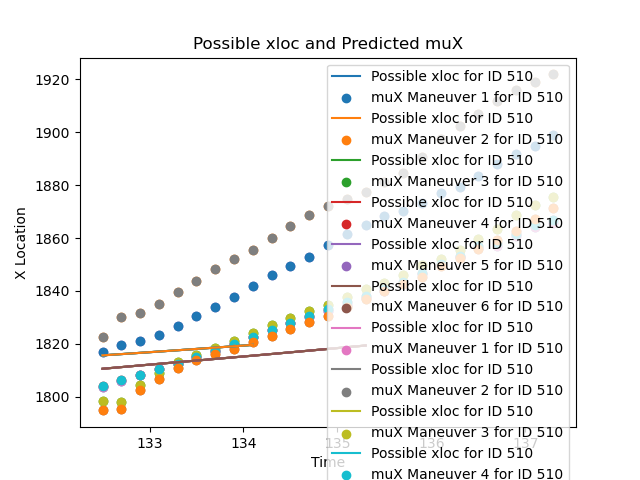 Possible xloc and Predicted muX
X Location
1920
1900
1880
1860
1840
1820
1800
133
134
135
136
137
Time
Possible xloc for ID 510
muX Maneuver 1 for ID 510
Possible xloc for ID 510
muX Maneuver 2 for ID 510
Possible xloc for ID 510
muX Maneuver 3 for ID 510
Possible xloc for ID 510
muX Maneuver 4 for ID 510
Possible xloc for ID 510
muX Maneuver 5 for ID 510
Possible xloc for ID 510
muX Maneuver 6 for ID 510
Possible xloc for ID 510
muX Maneuver 1 for ID 510
Possible xloc for ID 510
muX Maneuver 2 for ID 510
Possible xloc for ID 510
muX Maneuver 3 for ID 510
Possible xloc for ID 510
muX Maneuver 4 for ID 510